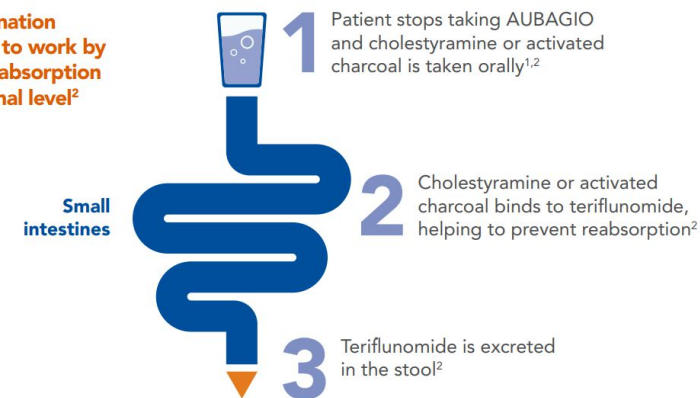 nation
to work by
absorption
nal level²
1
Patient stops taking AUBAGIO
and cholestyramine or activated
charcoal is taken orally¹,²
Small
intestines
2
Cholestyramine or activated
charcoal binds to teriflunomide,
helping to prevent reabsorption²
3
Teriflunomide is excreted
in the stool²